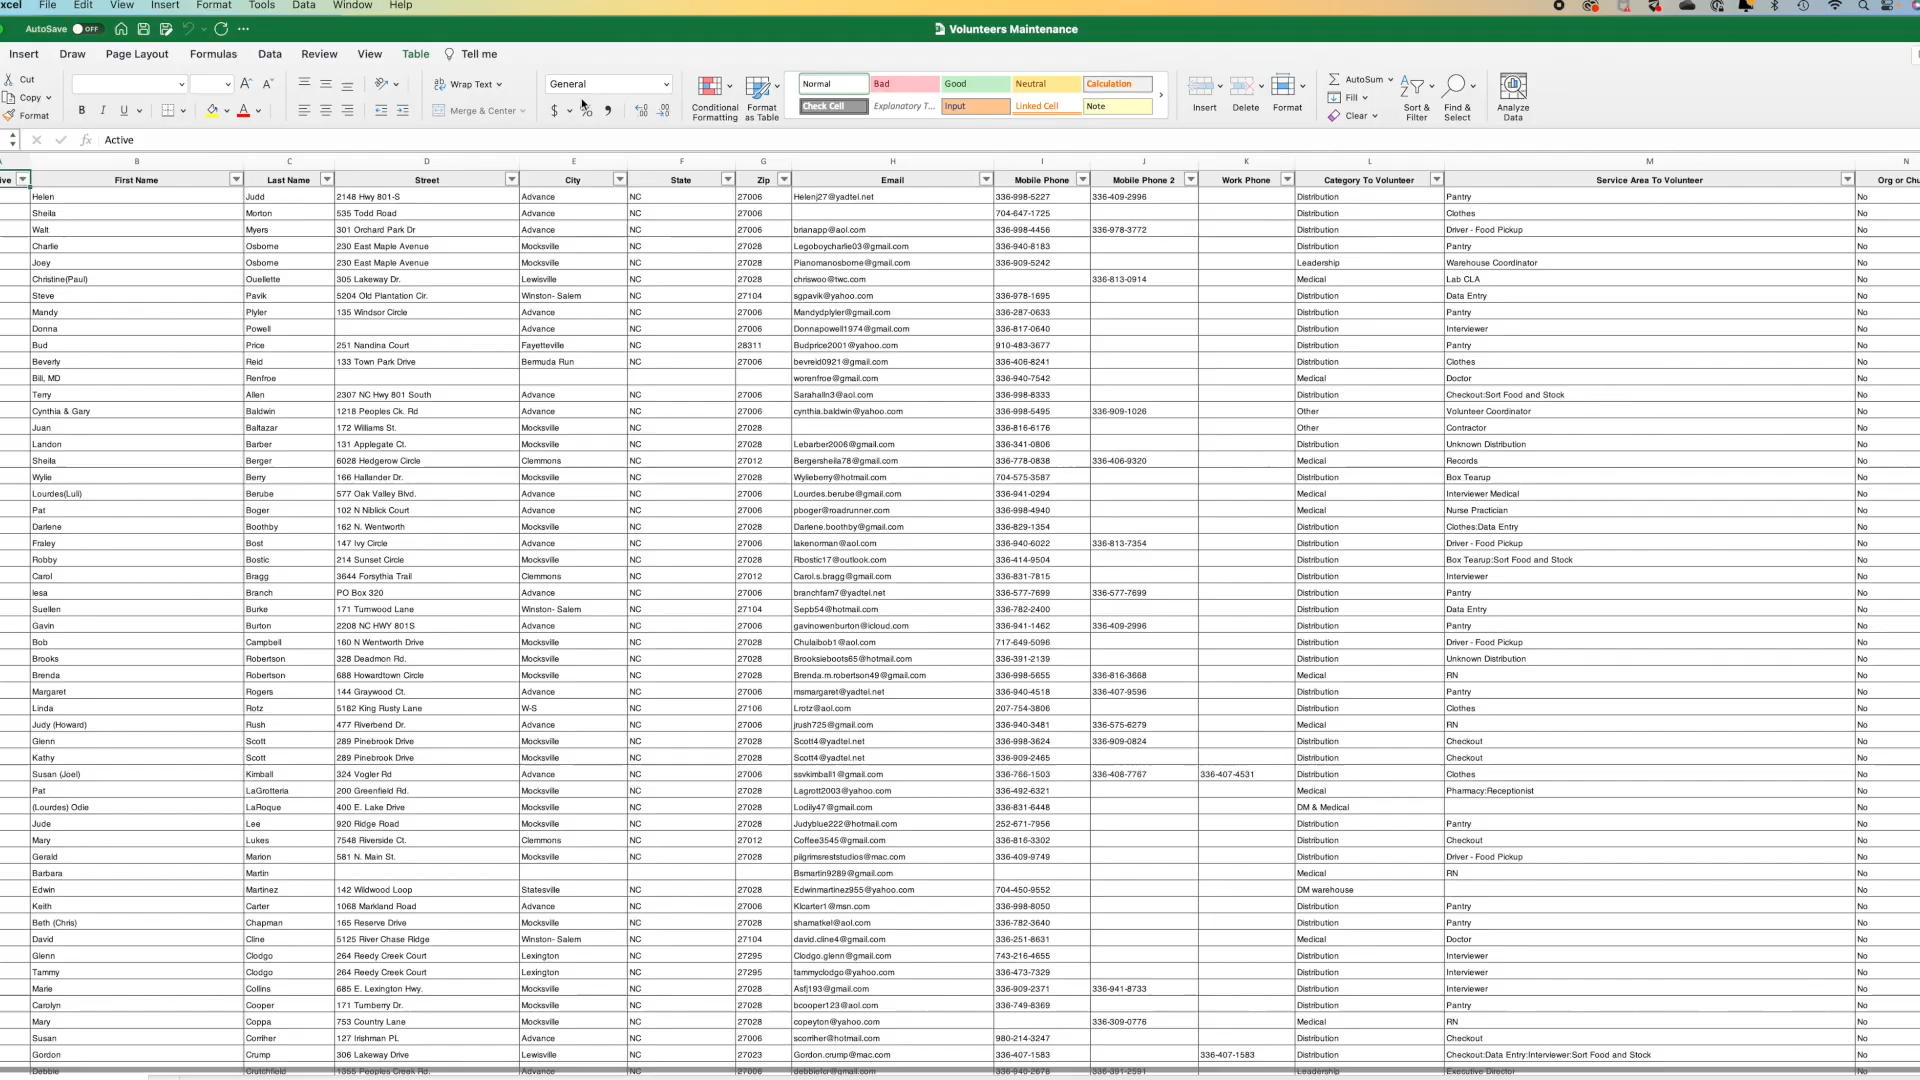 Excel File Edit View Insert Format Tools Data Window Help
AutoSave OFF Volunteers Maintenance
Insert Draw Page Layout Formulas Data Review View Table Tell me
Cut Wrap Text General Normal Bad Good Neutral Calculation AutoSum
Copy Conditional Formatting Format as Table Insert Delete Format Fill Sort & Filter Find & Select Analyze Data
Format B I U Merge & Center $ % Check Cell Explanatory T... Input Linked Cell Note Clear
fx Active
B C D E F G H I J K L M N
First Name Last Name Street City State Zip Email Mobile Phone Mobile Phone 2 Work Phone Category To Volunteer Service Area To Volunteer Org or Chu
Helen Judd 2148 Hwy 801-S Advance NC 27006 Helenj27@yadtel.net 336-998-5227 336-409-2996 Distribution Pantry No
Sheila Morton 535 Todd Road Advance NC 27006 704-647-1725 Distribution Clothes No
Walt Myers 301 Orchard Park Dr Advance NC 27006 brianapp@aol.com 336-998-4456 336-978-3772 Distribution Driver - Food Pickup No
Charlie Osborne 230 East Maple Avenue Mocksville NC 27028 Legoboycharlie03@gmail.com 336-940-8183 Distribution Pantry No
Joey Osborne 230 East Maple Avenue Mocksville NC 27028 Pianomanosborne@gmail.com 336-909-5242 Leadership Warehouse Coordinator No
Christine(Paul) Ouellette 305 Lakeway Dr. Lewisville NC 27028 chriswoo@twc.com 336-813-0914 Medical Lab CLA No
Steve Pavik 5204 Old Plantation Cir. Winston- Salem NC 27104 sgpavik@yahoo.com 336-978-1695 Distribution Data Entry No
Mandy Plyler 135 Windsor Circle Advance NC 27006 Mandydplyler@gmail.com 336-287-0633 Distribution Pantry No
Donna Powell Advance NC 27006 Donnapowell1974@gmail.com 336-817-0640 Distribution Interviewer No
Bud Price 251 Nandina Court Fayetteville NC 28311 Budprice2001@yahoo.com 910-483-3677 Distribution Pantry No
Beverly Reid 133 Town Park Drive Bermuda Run NC 27006 bevreid0921@gmail.com 336-406-8241 Distribution Clothes No
Bill, MD Renfroe worenfroe@gmail.com 336-940-7542 Medical Doctor No
Terry Allen 2307 NC Hwy 801 South Advance NC 27006 Sarahalln3@aol.com 336-998-8333 Distribution Checkout:Sort Food and Stock No
Cynthia & Gary Baldwin 1218 Peoples Ck. Rd Advance NC 27006 cynthia.baldwin@yahoo.com 336-998-5495 336-909-1026 Other Volunteer Coordinator No
Juan Baltazar 172 Williams St. Mocksville NC 27028 336-816-6176 Other Contractor No
Landon Barber 131 Applegate Ct. Mocksville NC 27028 Lebarber2006@gmail.com 336-341-0806 Distribution Unknown Distribution No
Sheila Berger 6028 Hedgerow Circle Clemmons NC 27012 Bergersheila78@gmail.com 336-778-0838 336-406-9320 Medical Records No
Wylie Berry 166 Hallander Dr. Mocksville NC 27028 Wylieberry@hotmail.com 704-575-3587 Distribution Box Tearup No
Lourdes(Luli) Berube 577 Oak Valley Blvd. Advance NC 27006 Lourdes.berube@gmail.com 336-941-0294 Medical Interviewer Medical No
Pat Boger 102 N Niblick Court Advance NC 27006 pboger@roadrunner.com 336-998-4940 Medical Nurse Practician No
Darlene Boothby 162 N. Wentworth Mocksville NC 27028 Darlene.boothby@gmail.com 336-829-1354 Distribution Clothes:Data Entry No
Fraley Bost 147 Ivy Circle Advance NC 27006 lakenorman@aol.com 336-940-6022 336-813-7354 Distribution Driver - Food Pickup No
Robby Bostic 214 Sunset Circle Mocksville NC 27028 Rbostic17@outlook.com 336-414-9504 Distribution Box Tearup:Sort Food and Stock No
Carol Bragg 3644 Forsythia Trail Clemmons NC 27012 Carol.s.bragg@gmail.com 336-831-7815 Distribution Interviewer No
Iesa Branch PO Box 320 Advance NC 27006 branchfam7@yadtel.net 336-577-7699 336-577-7699 Distribution Pantry No
Suellen Burke 171 Turnwood Lane Winston- Salem NC 27104 Sepb54@hotmail.com 336-782-2400 Distribution Data Entry No
Gavin Burton 2208 NC HWY 801S Advance NC 27006 gavinowenburton@icloud.com 336-941-1462 336-409-2996 Distribution Pantry No
Bob Campbell 160 N Wentworth Drive Mocksville NC 27028 Chulaibob1@aol.com 717-649-5096 Distribution Driver - Food Pickup No
Brooks Robertson 328 Deadmon Rd. Mocksville NC 27028 Brooksieboots65@hotmail.com 336-391-2139 Distribution Unknown Distribution No
Brenda Robertson 688 Howardtown Circle Mocksville NC 27028 Brenda.m.robertson49@gmail.com 336-998-5655 336-816-3668 Medical RN No
Margaret Rogers 144 Graywood Ct. Advance NC 27006 msmargaret@yadtel.net 336-940-4518 336-407-9596 Distribution Pantry No
Linda Rotz 5182 King Rusty Lane W-S NC 27106 Lrotz@aol.com 207-754-3806 Distribution Clothes No
Judy (Howard) Rush 477 Riverbend Dr. Advance NC 27006 jrush725@gmail.com 336-940-3481 336-575-6279 Medical RN No
Glenn Scott 289 Pinebrook Drive Mocksville NC 27028 Scott4@yadtel.net 336-998-3624 336-909-0824 Distribution Checkout No
Kathy Scott 289 Pinebrook Drive Mocksville NC 27028 Scott4@yadtel.net 336-909-2465 Distribution Checkout No
Susan (Joel) Kimball 324 Vogler Rd Advance NC 27006 ssvkimball1@gmail.com 336-766-1503 336-408-7767 336-407-4531 Distribution Clothes No
Pat LaGrotteria 200 Greenfield Rd. Mocksville NC 27028 Lagrott2003@yahoo.com 336-492-6321 Medical Pharmacy:Receptionist No
(Lourdes) Odie LaRoque 400 E. Lake Drive Mocksville NC 27028 Lodily47@gmail.com 336-831-6448 DM & Medical No
Jude Lee 920 Ridge Road Mocksville NC 27028 Judyblue222@hotmail.com 252-671-7956 Distribution Pantry No
Mary Lukes 7548 Riverside Ct. Clemmons NC 27012 Coffee3545@gmail.com 336-816-3302 Distribution Checkout No
Gerald Marion 581 N. Main St. Mocksville NC 27028 pilgrimsreststudios@mac.com 336-409-9749 Distribution Driver - Food Pickup No
Barbara Martin Bsmartin9289@gmail.com Medical RN No
Edwin Martinez 142 Wildwood Loop Statesville NC 27028 Edwinmartinez955@yahoo.com 704-450-9552 DM warehouse No
Keith Carter 1068 Markland Road Advance NC 27006 Klcarter1@msn.com 336-998-8050 Distribution Pantry No
Beth (Chris) Chapman 165 Reserve Drive Mocksville NC 27028 shamatkel@aol.com 336-782-3640 Distribution Pantry No
David Cline 5125 River Chase Ridge Winston- Salem NC 27104 david.cline4@gmail.com 336-251-8631 Medical Doctor No
Glenn Clodgo 264 Reedy Creek Court Lexington NC 27295 Clodgo.glenn@gmail.com 743-216-4655 Distribution Interviewer No
Tammy Clodgo 264 Reedy Creek Court Lexington NC 27295 tammyclodgo@yahoo.com 336-473-7329 Distribution Interviewer No
Marie Collins 685 E. Lexington Hwy. Mocksville NC 27028 Asfj193@gmail.com 336-909-2371 336-941-8733 Distribution Interviewer No
Carolyn Cooper 171 Turnberry Dr. Mocksville NC 27028 bcooper123@aol.com 336-749-8369 Distribution Pantry No
Mary Coppa 753 Country Lane Mocksville NC 27028 copeyton@yahoo.com 336-309-0776 Medical RN No
Susan Corriher 127 Irishman PL Advance NC 27006 scorriher@hotmail.com 980-214-3247 Distribution Checkout No
Gordon Crump 306 Lakeway Drive Lewisville NC 27023 Gordon.crump@mac.com 336-407-1583 336-407-1583 Distribution Checkout:Data Entry:Interviewer:Sort Food and Stock No
Debbie Crutchfield 1355 Peoples Creek Rd. Advance NC 27006 debbiefcr@gmail.com 336-940-2678 336-391-2591 Leadership Executive Director No